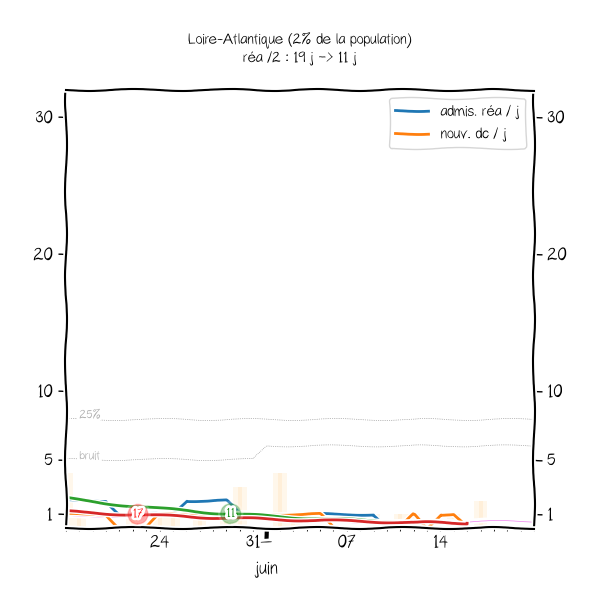 Loire-Atlantique (2% de la population)
réa /2 : 19 j -> 11 j
admis. réa / j
nouv. dc / j
30
30
20
20
10
10
25%
bruit
5
5
17
11
1
1
24
31
07
14
juin